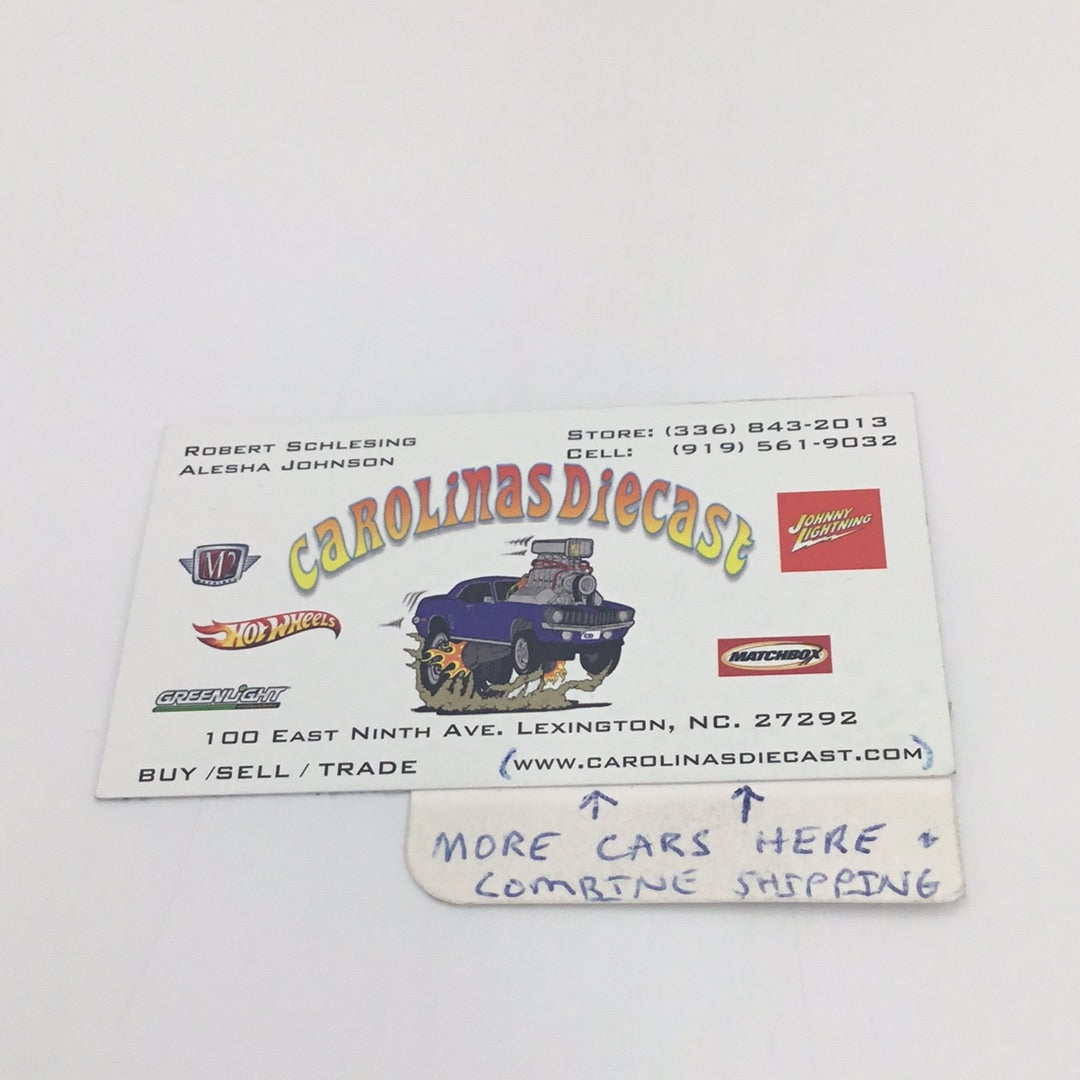 ROBERT SCHLESING
ALESHA JOHNSON
STORE: (336) 843-2013
CELL: (919) 561-9032
CAROLINAS DIECAST
M2
JOHNNY LIGHTNING
HOT WHEELS
MATCHBOX
GREENLIGHT
CD
100 EAST NINTH AVE. LEXINGTON, NC. 27292
BUY /SELL / TRADE
(WWW.CAROLINASDIECAST.COM)
↑ ↑
MORE CARS HERE +
COMBINE SHIPPING